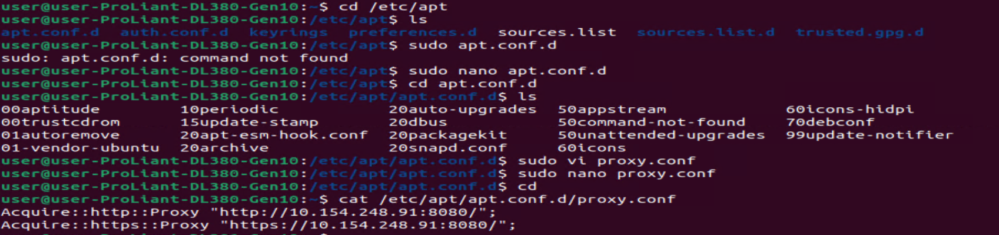 user@user-ProLiant-DL380-Gen10:~$ cd /etc/apt
user@user-ProLiant-DL380-Gen10:/etc/apt$ ls
apt.conf.d  auth.conf.d  keyrings  preferences.d  sources.list  sources.list.d  trusted.gpg.d
user@user-ProLiant-DL380-Gen10:/etc/apt$ sudo apt.conf.d
sudo: apt.conf.d: command not found
user@user-ProLiant-DL380-Gen10:/etc/apt$ sudo nano apt.conf.d
user@user-ProLiant-DL380-Gen10:/etc/apt$ cd apt.conf.d
user@user-ProLiant-DL380-Gen10:/etc/apt/apt.conf.d$ ls
00aptitude         10periodic            20auto-upgrades  50appstream            60icons-hidpi
00trustcdrom       15update-stamp        20dbus           50command-not-found    70debconf
01autoremove       20apt-esm-hook.conf   20packagekit     50unattended-upgrades  99update-notifier
01-vendor-ubuntu   20archive             20snapd.conf     60icons
user@user-ProLiant-DL380-Gen10:/etc/apt/apt.conf.d$ sudo vi proxy.conf
user@user-ProLiant-DL380-Gen10:/etc/apt/apt.conf.d$ sudo nano proxy.conf
user@user-ProLiant-DL380-Gen10:/etc/apt/apt.conf.d$ cd
user@user-ProLiant-DL380-Gen10:~$ cat /etc/apt/apt.conf.d/proxy.conf
Acquire::http::Proxy "http://10.154.248.91:8080/";
Acquire::https::Proxy "https://10.154.248.91:8080/";